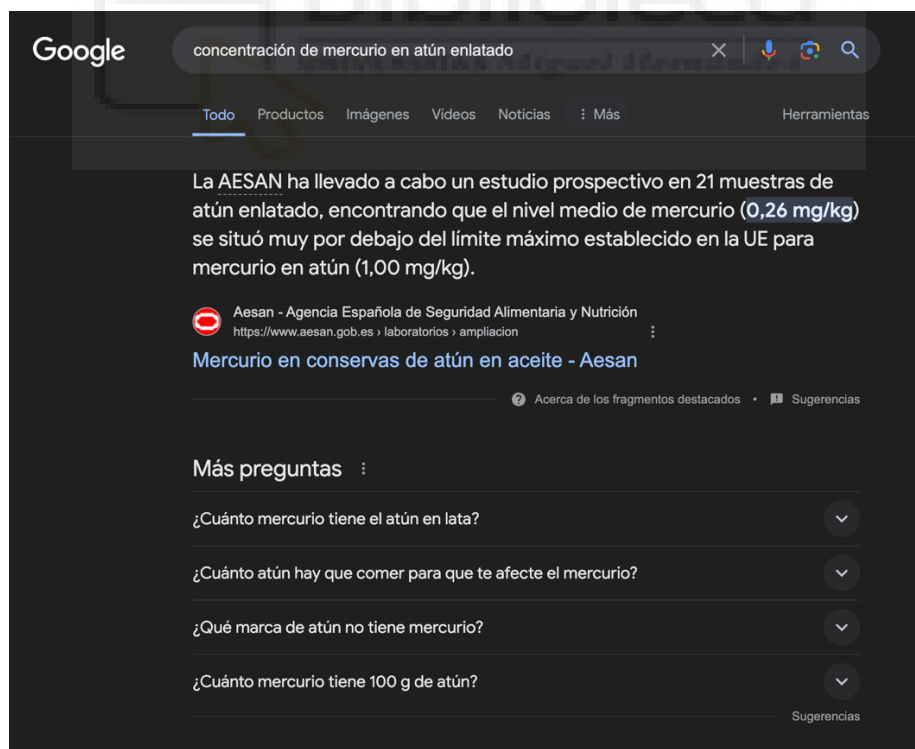 Google
concentración de mercurio en atún enlatado
Todo Productos Imágenes Videos Noticias Más Herramientas
La AESAN ha llevado a cabo un estudio prospectivo en 21 muestras de
atún enlatado, encontrando que el nivel medio de mercurio (0,26 mg/kg)
se situó muy por debajo del límite máximo establecido en la UE para
mercurio en atún (1,00 mg/kg).
Aesan - Agencia Española de Seguridad Alimentaria y Nutrición
https://www.aesan.gob.es › laboratorios › ampliacion
Mercurio en conservas de atún en aceite - Aesan
Acerca de los fragmentos destacados • Sugerencias
Más preguntas
¿Cuánto mercurio tiene el atún en lata?
¿Cuánto atún hay que comer para que te afecte el mercurio?
¿Qué marca de atún no tiene mercurio?
¿Cuánto mercurio tiene 100 g de atún?
Sugerencias